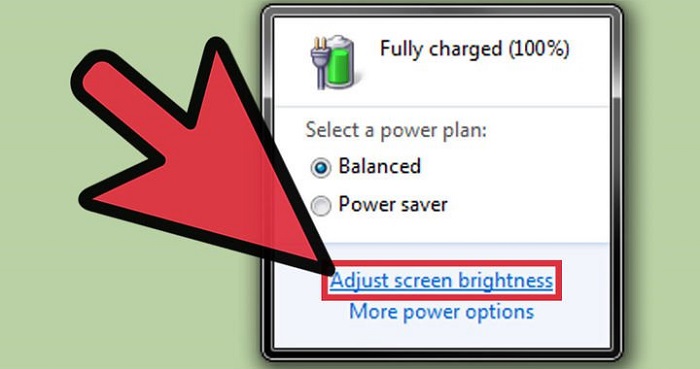 Fully charged (100%)
Select a power plan:
Balanced
Power saver
Adjust screen brightness
More power options